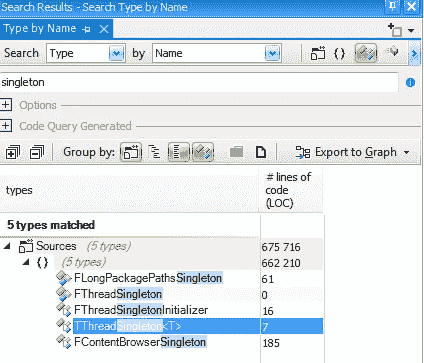 Search Results - Search Type by Name
Type by Name
Search Type by Name
singleton
Options
Code Query Generated
Group by: Export to Graph
types # lines of code (LOC)
5 types matched
Sources (5 types) 675 716
{} (5 types) 662 210
FLongPackagePathsSingleton 61
FThreadSingleton 0
FThreadSingletonInitializer 16
TThreadSingleton<T> 7
FContentBrowserSingleton 185